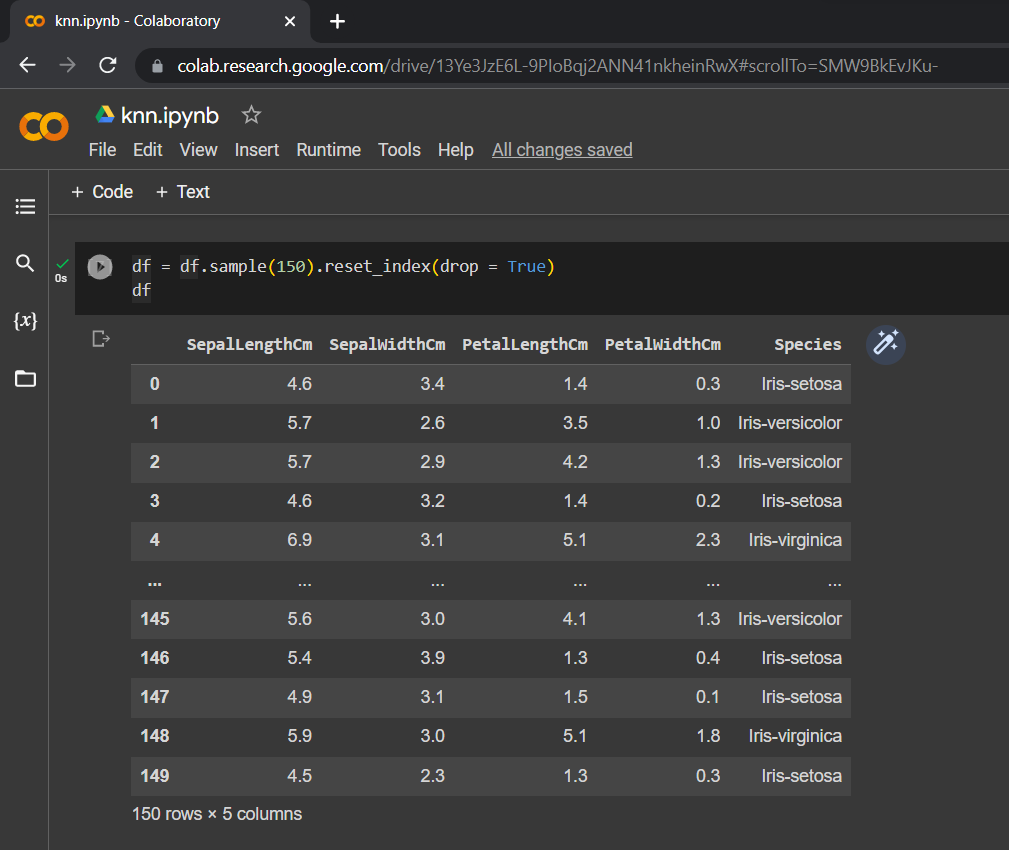 knn.ipynb - Colaboratory
colab.research.google.com/drive/13Ye3JzE6L-9PIoBqj2ANN41nkheinRwX#scrollTo=SMW9BkEvJKu-
knn.ipynb
File Edit View Insert Runtime Tools Help All changes saved
+ Code + Text
df = df.sample(150).reset_index(drop = True)
0s
df
{x}
SepalLengthCm SepalWidthCm PetalLengthCm PetalWidthCm Species
0 4.6 3.4 1.4 0.3 Iris-setosa
1 5.7 2.6 3.5 1.0 Iris-versicolor
2 5.7 2.9 4.2 1.3 Iris-versicolor
3 4.6 3.2 1.4 0.2 Iris-setosa
4 6.9 3.1 5.1 2.3 Iris-virginica
... ... ... ... ... ...
145 5.6 3.0 4.1 1.3 Iris-versicolor
146 5.4 3.9 1.3 0.4 Iris-setosa
147 4.9 3.1 1.5 0.1 Iris-setosa
148 5.9 3.0 5.1 1.8 Iris-virginica
149 4.5 2.3 1.3 0.3 Iris-setosa
150 rows × 5 columns